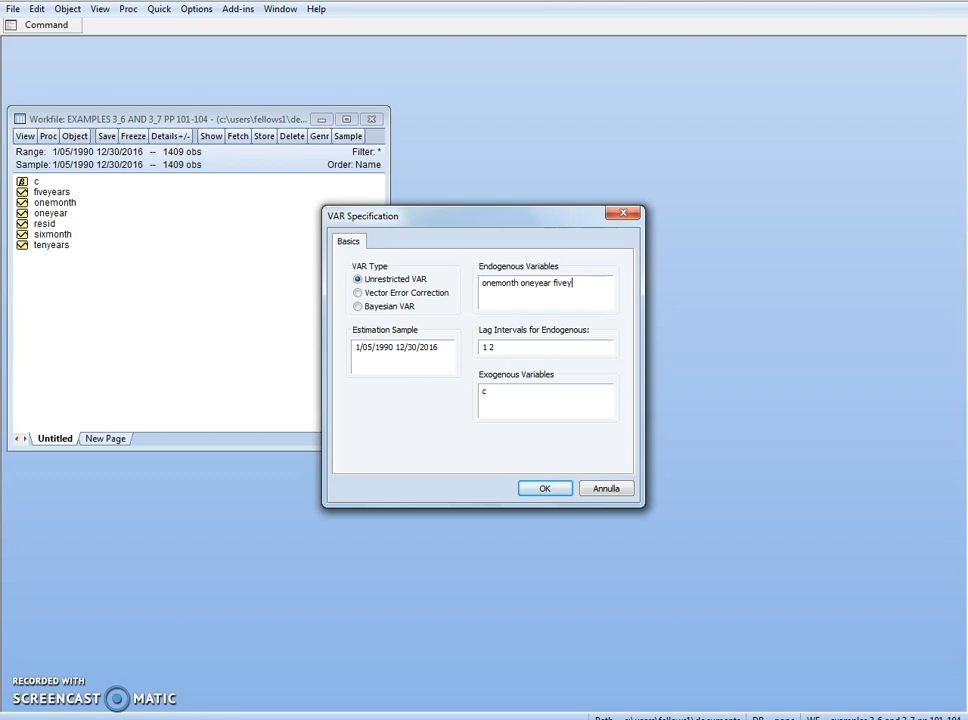 File Edit Object View Proc Quick Options Add-ins Window Help
Command
Workfile: EXAMPLES 3_6 AND 3_7 PP 101-104 - (c:\users\fellows1\de...
View Proc Object Save Freeze Details+/- Show Fetch Store Delete Genr Sample
Range: 1/05/1990 12/30/2016 -- 1409 obs Filter: *
Sample: 1/05/1990 12/30/2016 -- 1409 obs Order: Name
c
fiveyears
onemonth
oneyear
resid
sixmonth
tenyears
Untitled New Page
VAR Specification
Basics
VAR Type
Unrestricted VAR
Vector Error Correction
Bayesian VAR
Estimation Sample
1/05/1990 12/30/2016
Endogenous Variables
onemonth oneyear fivey
Lag Intervals for Endogenous:
1 2
Exogenous Variables
c
OK Annulla
RECORDED WITH
SCREENCAST MATIC